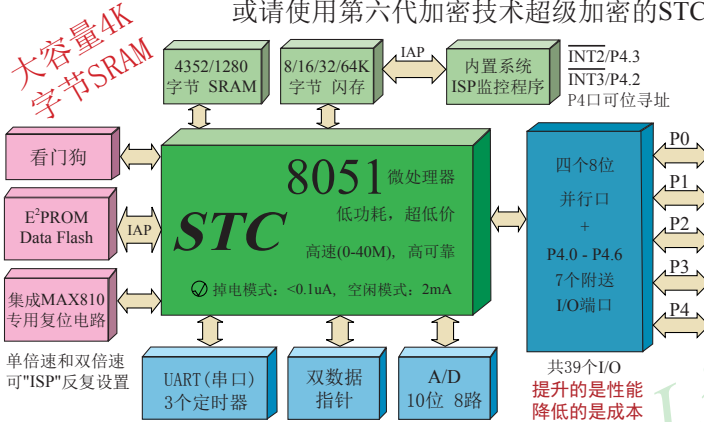 或请使用第六代加密技术超级加密的STC
大容量4K
字节SRAM
4352/1280
字节 SRAM
8/16/32/64K
字节 闪存
IAP
内置系统
ISP监控程序
INT2/P4.3
INT3/P4.2
P4口可位寻址
看门狗
E²PROM
Data Flash
IAP
集成MAX810
专用复位电路
单倍速和双倍速
可"ISP"反复设置
8051 微处理器
STC
低功耗，超低价
高速(0-40M)，高可靠
掉电模式：<0.1uA，空闲模式：2mA
四个8位
并行口
+
P4.0 - P4.6
7个附送
I/O端口
P0
P1
P2
P3
P4
UART(串口)
3个定时器
双数据
指针
A/D
10位 8路
共39个I/O
提升的是性能
降低的是成本